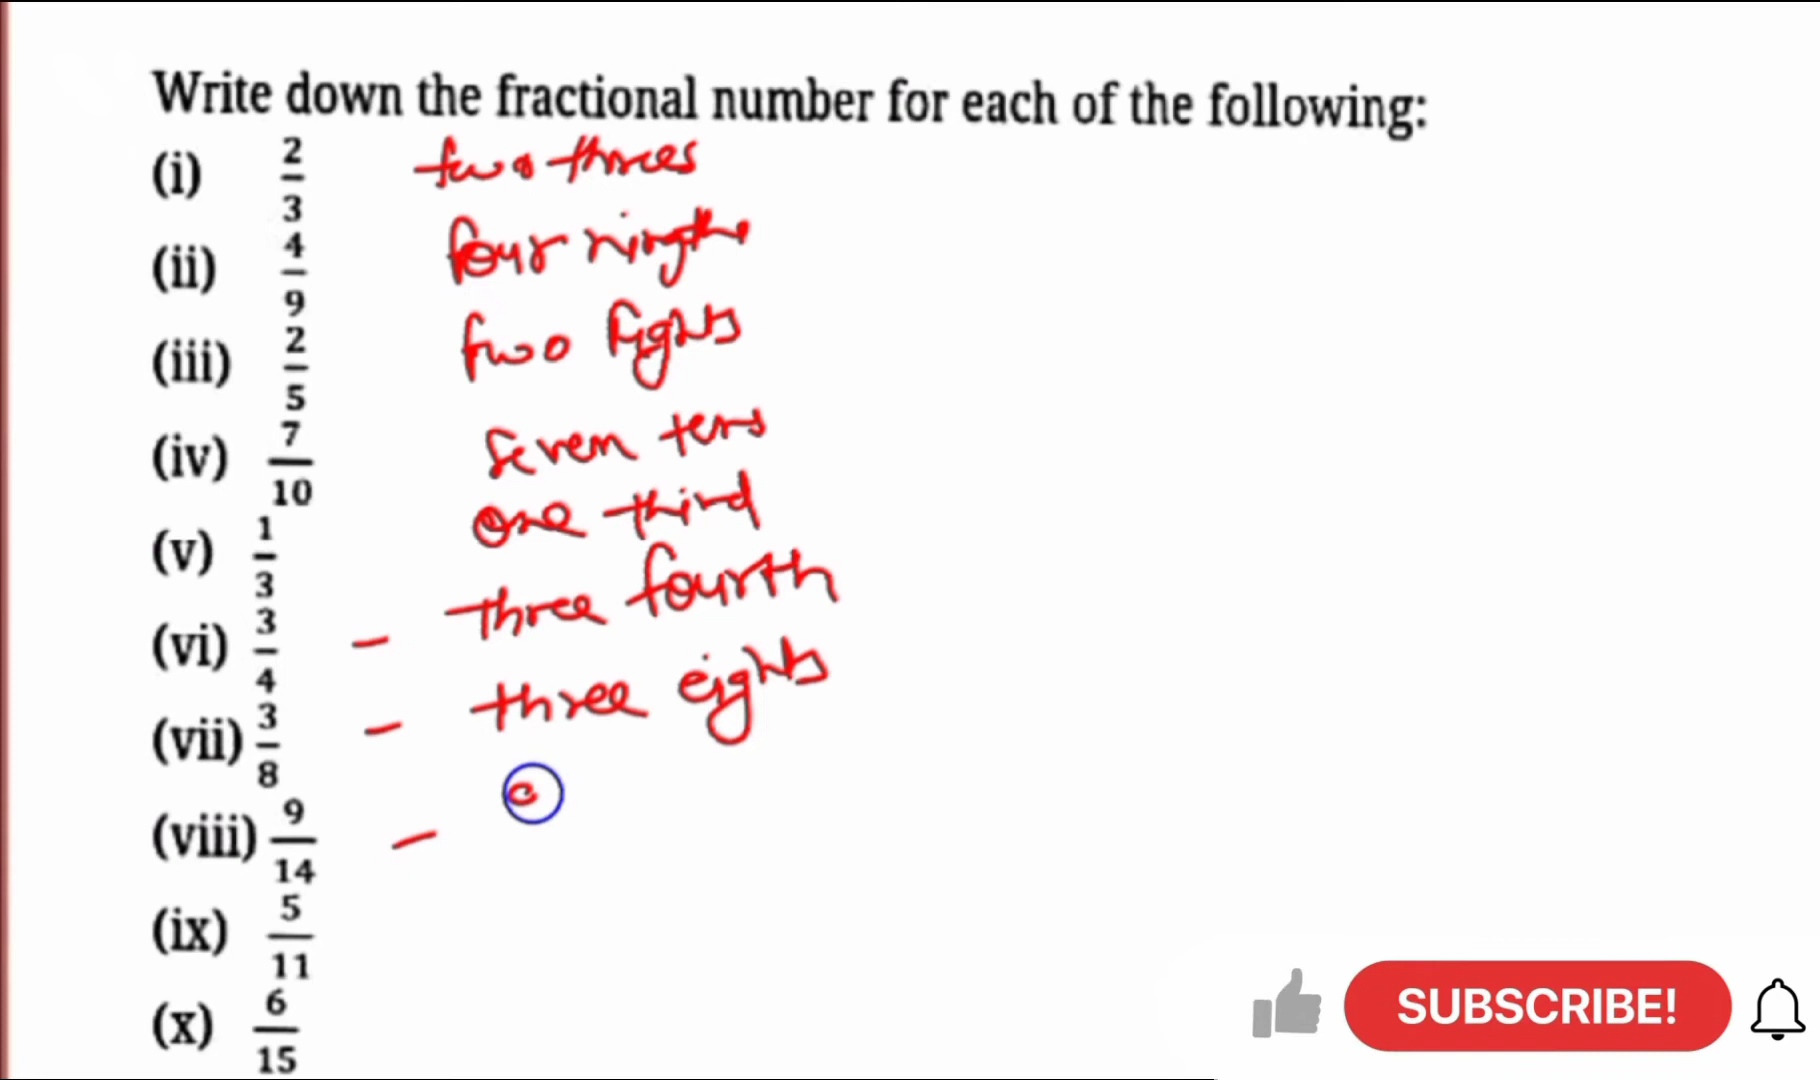 Write down the fractional number for each of the following:
(i) 2/3 two threes
(ii) 4/9 four
(iii) 2/5 two
(iv) 7/10 seven tens
(v) 1/3 one third
(vi) 3/4 – three fourth
(vii) 3/8 – three eights
(viii) 9/14 –
(ix) 5/11
(x) 6/15
SUBSCRIBE!